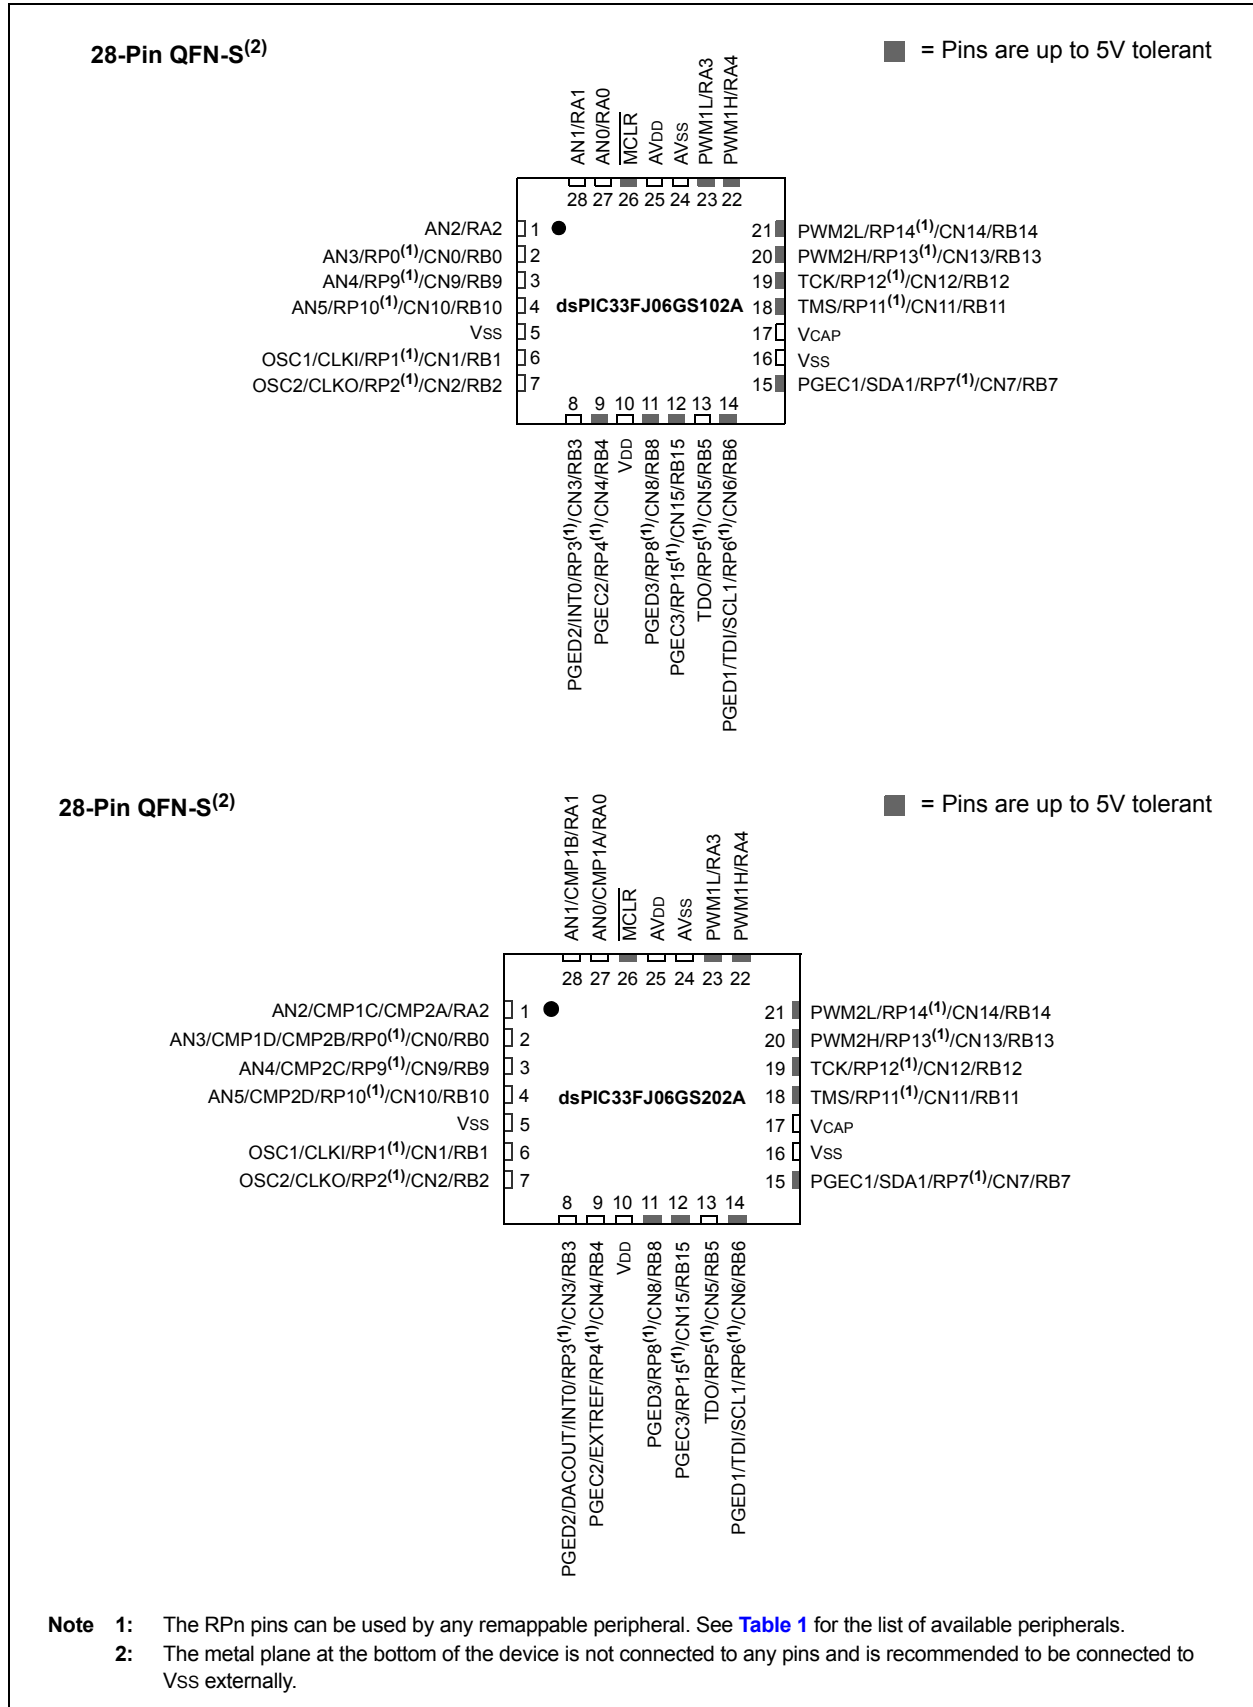 28-Pin QFN-S(2)
= Pins are up to 5V tolerant
AN1/RA1
AN0/RA0
MCLR
AVDD
AVSS
PWM1L/RA3
PWM1H/RA4
28 27 26 25 24 23 22
AN2/RA2 1
AN3/RP0(1)/CN0/RB0 2
AN4/RP9(1)/CN9/RB9 3
AN5/RP10(1)/CN10/RB10 4
VSS 5
OSC1/CLKI/RP1(1)/CN1/RB1 6
OSC2/CLKO/RP2(1)/CN2/RB2 7
dsPIC33FJ06GS102A
21 PWM2L/RP14(1)/CN14/RB14
20 PWM2H/RP13(1)/CN13/RB13
19 TCK/RP12(1)/CN12/RB12
18 TMS/RP11(1)/CN11/RB11
17 VCAP
16 VSS
15 PGEC1/SDA1/RP7(1)/CN7/RB7
8 9 10 11 12 13 14
PGED2/INT0/RP3(1)/CN3/RB3
PGEC2/RP4(1)/CN4/RB4
VDD
PGED3/RP8(1)/CN8/RB8
PGEC3/RP15(1)/CN15/RB15
TDO/RP5(1)/CN5/RB5
PGED1/TDI/SCL1/RP6(1)/CN6/RB6
28-Pin QFN-S(2)
= Pins are up to 5V tolerant
AN1/CMP1B/RA1
AN0/CMP1A/RA0
MCLR
AVDD
AVSS
PWM1L/RA3
PWM1H/RA4
28 27 26 25 24 23 22
AN2/CMP1C/CMP2A/RA2 1
AN3/CMP1D/CMP2B/RP0(1)/CN0/RB0 2
AN4/CMP2C/RP9(1)/CN9/RB9 3
AN5/CMP2D/RP10(1)/CN10/RB10 4
VSS 5
OSC1/CLKI/RP1(1)/CN1/RB1 6
OSC2/CLKO/RP2(1)/CN2/RB2 7
dsPIC33FJ06GS202A
21 PWM2L/RP14(1)/CN14/RB14
20 PWM2H/RP13(1)/CN13/RB13
19 TCK/RP12(1)/CN12/RB12
18 TMS/RP11(1)/CN11/RB11
17 VCAP
16 VSS
15 PGEC1/SDA1/RP7(1)/CN7/RB7
8 9 10 11 12 13 14
PGED2/DACOUT/INT0/RP3(1)/CN3/RB3
PGEC2/EXTREF/RP4(1)/CN4/RB4
VDD
PGED3/RP8(1)/CN8/RB8
PGEC3/RP15(1)/CN15/RB15
TDO/RP5(1)/CN5/RB5
PGED1/TDI/SCL1/RP6(1)/CN6/RB6
Note 1: The RPn pins can be used by any remappable peripheral. See Table 1 for the list of available peripherals.
2: The metal plane at the bottom of the device is not connected to any pins and is recommended to be connected to
VSS externally.